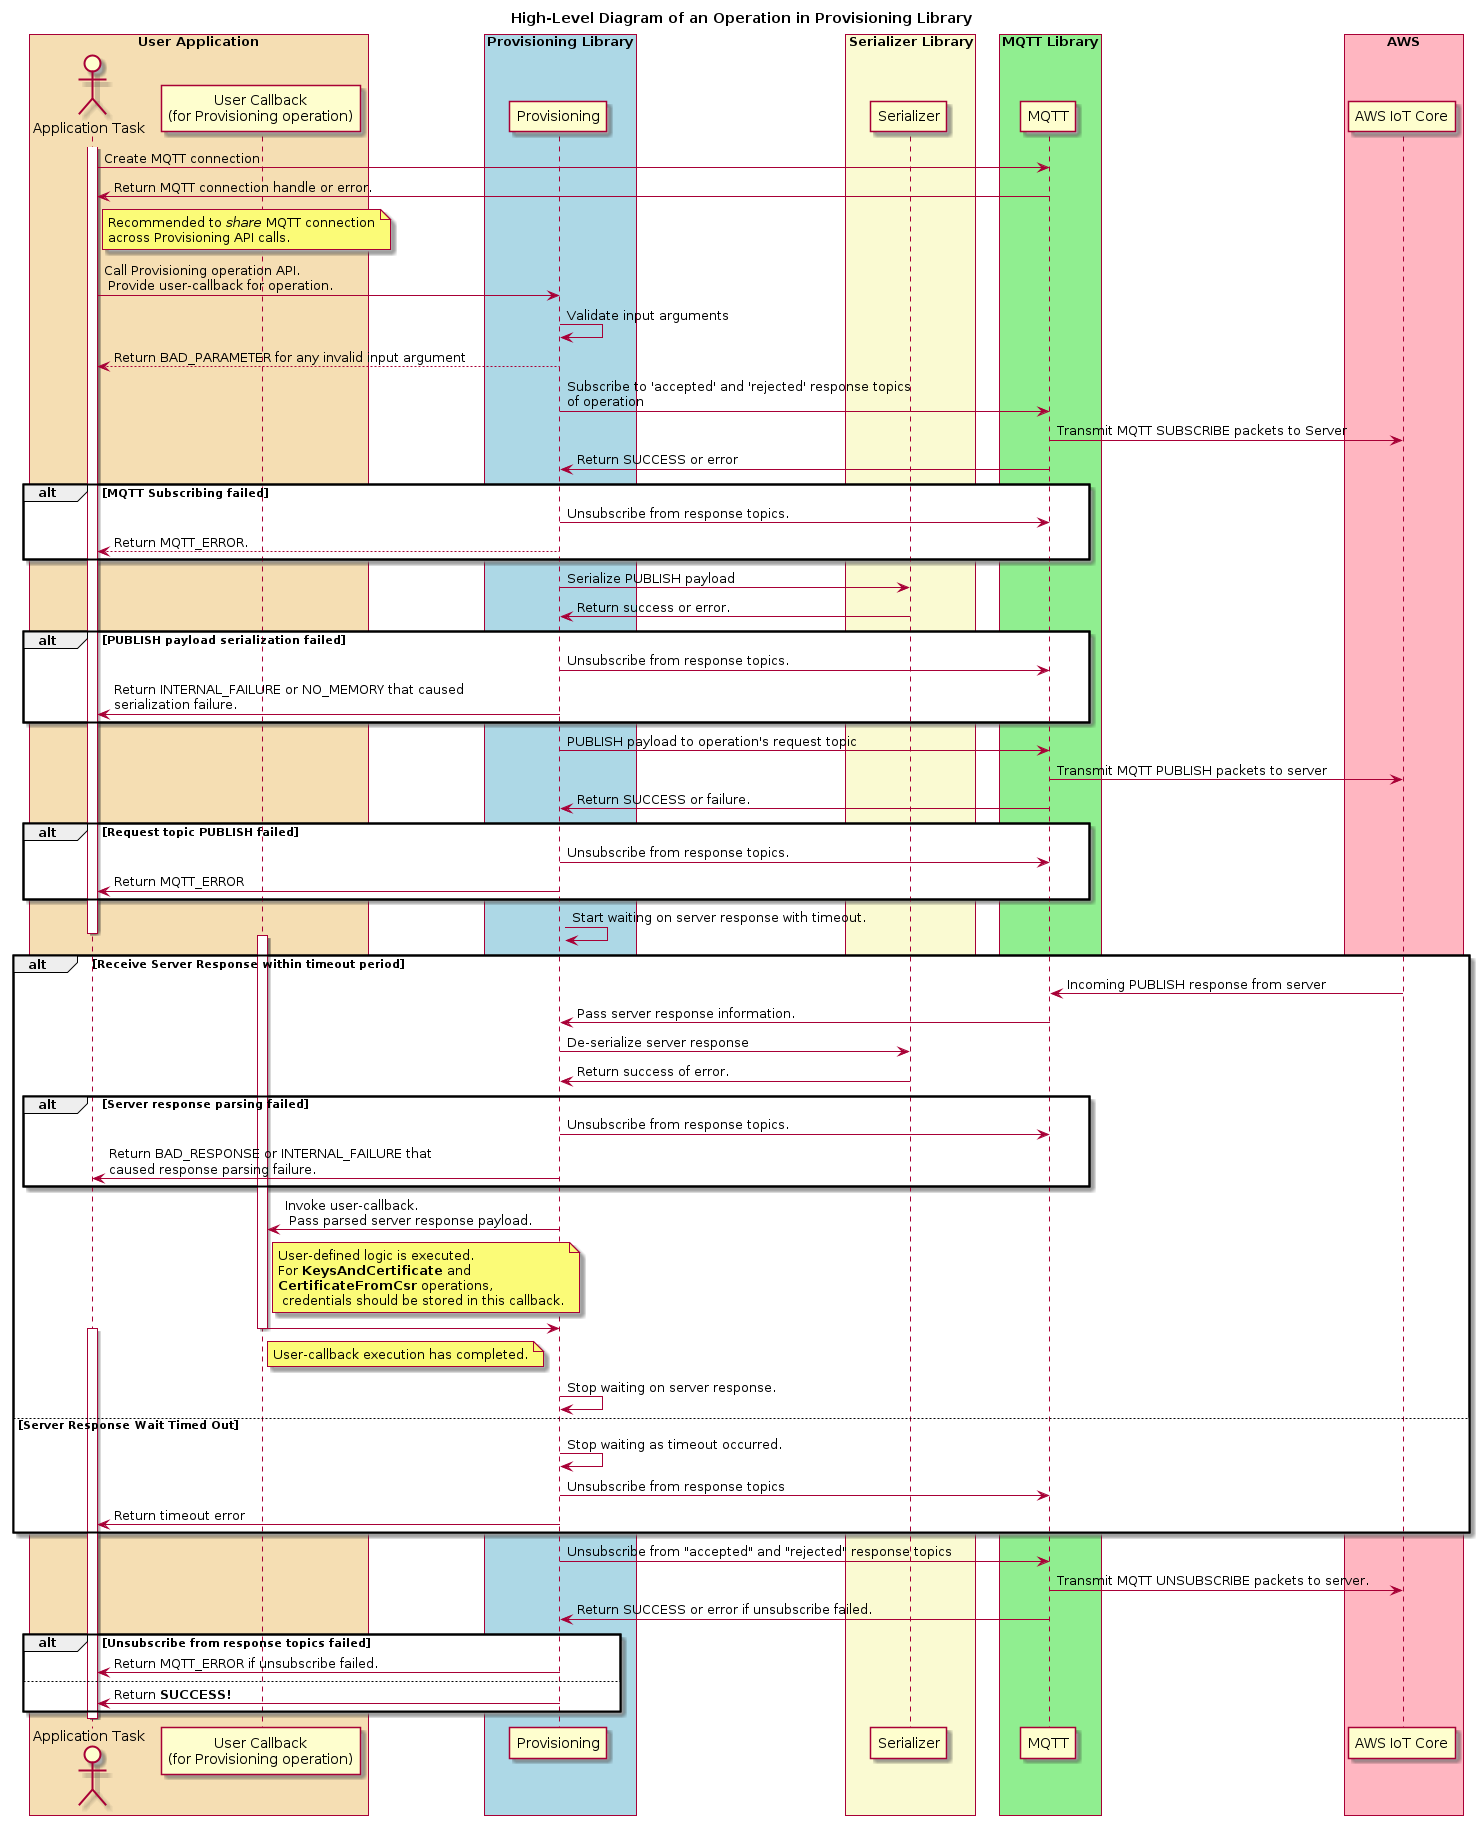 High-Level Diagram of an Operation in Provisioning Library
User Application
Provisioning Library
Serializer Library
MQTT Library
AWS
Application Task
User Callback
(for Provisioning operation)
Provisioning
Serializer
MQTT
AWS IoT Core
Create MQTT connection
Return MQTT connection handle or error.
Recommended to share MQTT connection
across Provisioning API calls.
Call Provisioning operation API.
Provide user-callback for operation.
Validate input arguments
Return BAD_PARAMETER for any invalid input argument
Subscribe to 'accepted' and 'rejected' response topics
of operation
Transmit MQTT SUBSCRIBE packets to Server
Return SUCCESS or error
alt [MQTT Subscribing failed]
Unsubscribe from response topics.
Return MQTT_ERROR.
Serialize PUBLISH payload
Return success or error.
alt [PUBLISH payload serialization failed]
Unsubscribe from response topics.
Return INTERNAL_FAILURE or NO_MEMORY that caused
serialization failure.
PUBLISH payload to operation's request topic
Transmit MQTT PUBLISH packets to server
Return SUCCESS or failure.
alt [Request topic PUBLISH failed]
Unsubscribe from response topics.
Return MQTT_ERROR
Start waiting on server response with timeout.
alt [Receive Server Response within timeout period]
Incoming PUBLISH response from server
Pass server response information.
De-serialize server response
Return success of error.
alt [Server response parsing failed]
Unsubscribe from response topics.
Return BAD_RESPONSE or INTERNAL_FAILURE that
caused response parsing failure.
Invoke user-callback.
Pass parsed server response payload.
User-defined logic is executed.
For KeysAndCertificate and
CertificateFromCsr operations,
credentials should be stored in this callback.
User-callback execution has completed.
Stop waiting on server response.
[Server Response Wait Timed Out]
Stop waiting as timeout occurred.
Unsubscribe from response topics
Return timeout error
Unsubscribe from "accepted" and "rejected" response topics
Transmit MQTT UNSUBSCRIBE packets to server.
Return SUCCESS or error if unsubscribe failed.
alt [Unsubscribe from response topics failed]
Return MQTT_ERROR if unsubscribe failed.
Return SUCCESS!
Application Task
User Callback
(for Provisioning operation)
Provisioning
Serializer
MQTT
AWS IoT Core